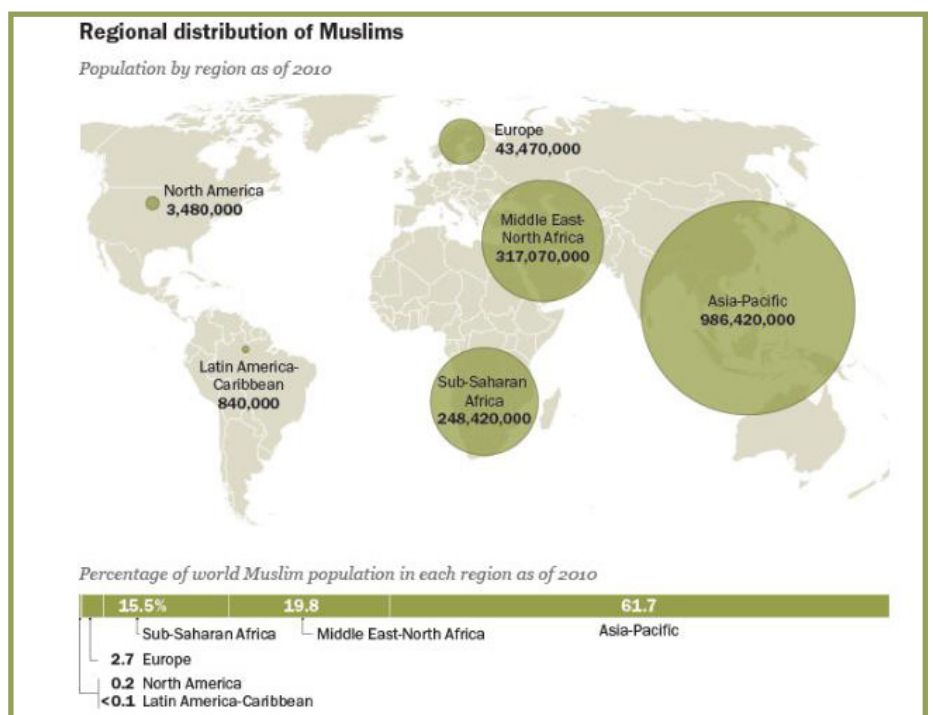 Regional distribution of Muslims
Population by region as of 2010
Europe
43,470,000
North America
3,480,000
Middle East-
North Africa
317,070,000
Asia-Pacific
986,420,000
Latin America-
Caribbean
840,000
Sub-Saharan
Africa
248,420,000
Percentage of world Muslim population in each region as of 2010
15.5% 19.8 61.7
Sub-Saharan Africa Middle East-North Africa Asia-Pacific
2.7 Europe
0.2 North America
<0.1 Latin America-Caribbean